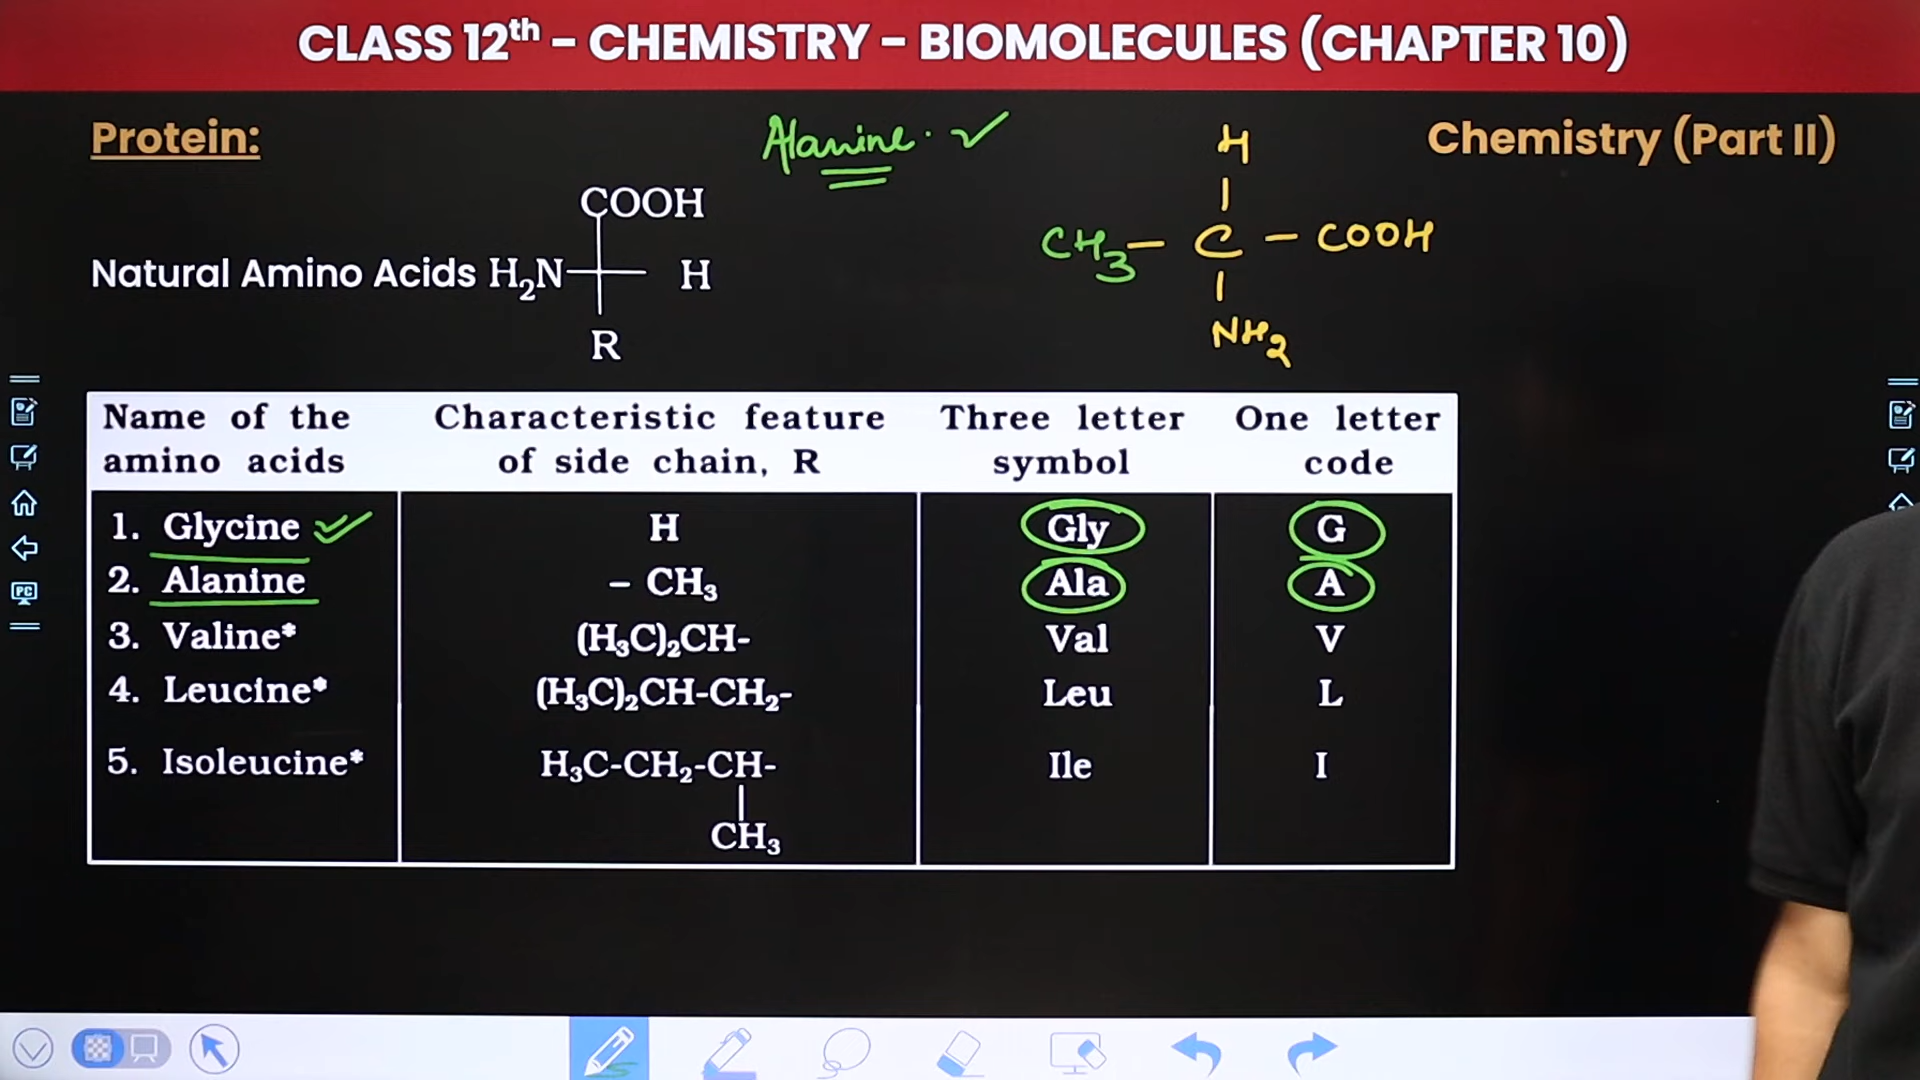 CLASS 12th – CHEMISTRY – BIOMOLECULES (CHAPTER 10)
Protein:
Alanine. ✓
Chemistry (Part II)
COOH
Natural Amino Acids H₂N H
R
H
CH₃ – C – COOH
NH₂
Name of the amino acids
Characteristic feature of side chain, R
Three letter symbol
One letter code
1. Glycine ✓ H Gly G
2. Alanine – CH₃ Ala A
3. Valine* (H₃C)₂CH- Val V
4. Leucine* (H₃C)₂CH-CH₂- Leu L
5. Isoleucine* H₃C-CH₂-CH- Ile I
CH₃
PC